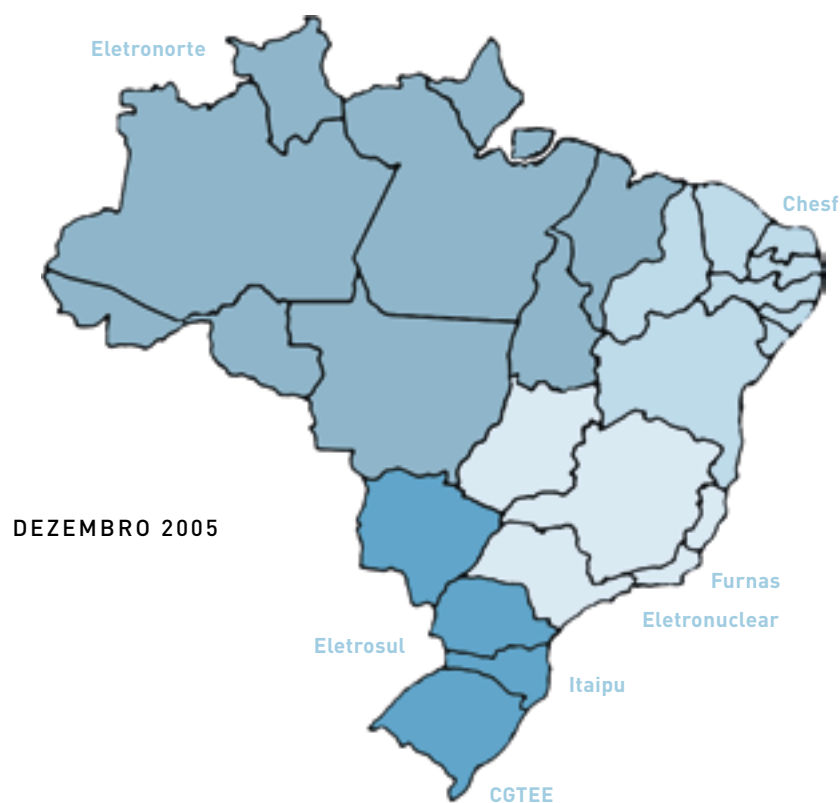 Eletronorte
Chesf
DEZEMBRO 2005
Furnas
Eletronuclear
Eletrosul
Itaipu
CGTEE